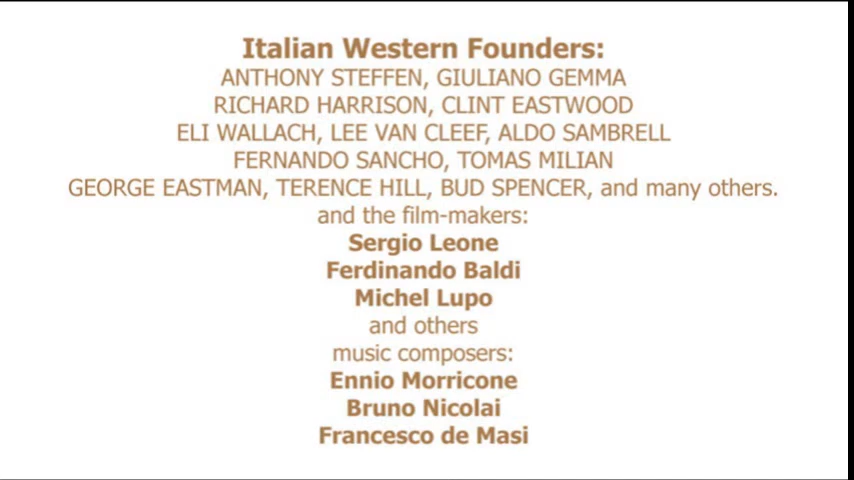 Italian Western Founders:
ANTHONY STEFFEN, GIULIANO GEMMA
RICHARD HARRISON, CLINT EASTWOOD
ELI WALLACH, LEE VAN CLEEF, ALDO SAMBRELL
FERNANDO SANCHO, TOMAS MILIAN
GEORGE EASTMAN, TERENCE HILL, BUD SPENCER, and many others.
and the film-makers:
Sergio Leone
Ferdinando Baldi
Michel Lupo
and others
music composers:
Ennio Morricone
Bruno Nicolai
Francesco de Masi